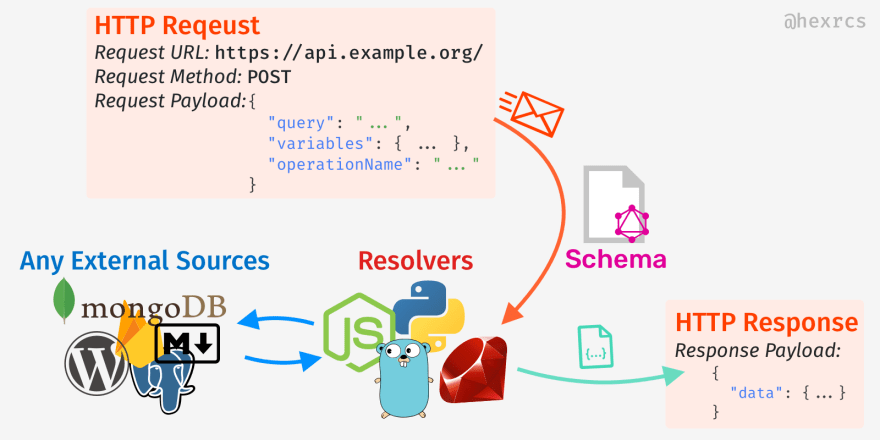 @hexrcs
HTTP Reqeust
Request URL: https://api.example.org/
Request Method: POST
Request Payload: {
"query": "...",
"variables": { ... },
"operationName": "..."
}
Schema
Any External Sources
Resolvers
mongoDB
JS
W
M
HTTP Response
Response Payload:
{
"data": { ... }
}
{...}